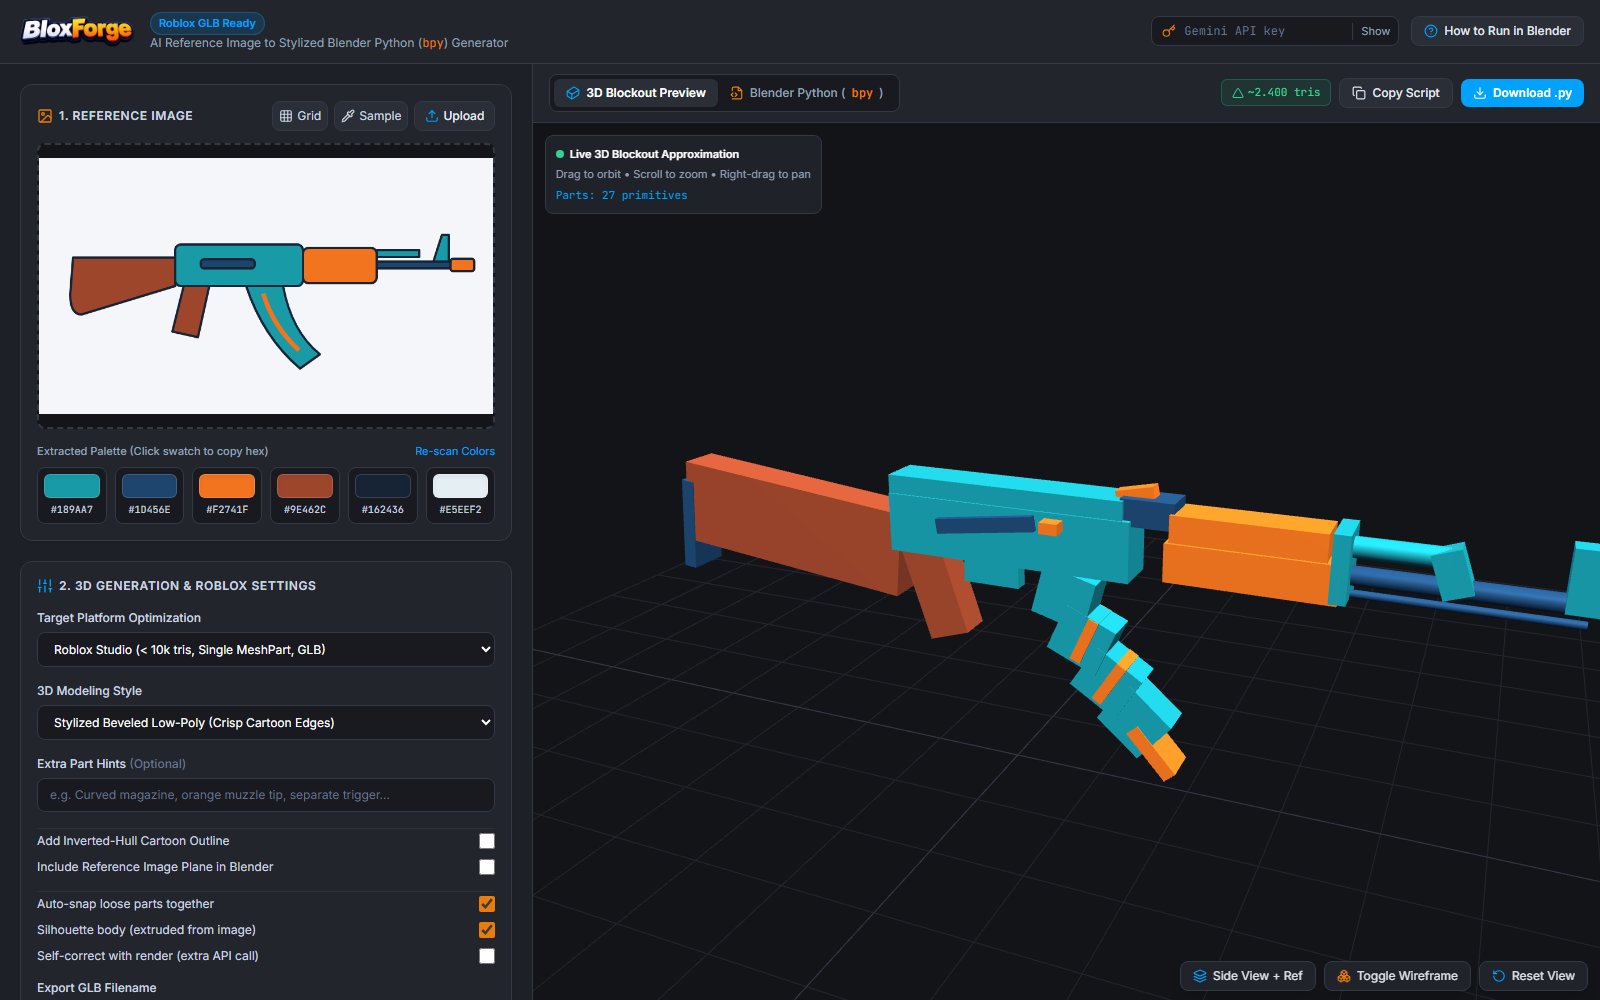 BloxForge
Roblox GLB Ready
AI Reference Image to Stylized Blender Python (bpy) Generator
Gemini API key
Show
How to Run in Blender
1. REFERENCE IMAGE
Grid
Sample
Upload
Extracted Palette (Click swatch to copy hex)
Re-scan Colors
#189AA7
#1D456E
#F2741F
#9E462C
#162436
#E5EEF2
2. 3D GENERATION & ROBLOX SETTINGS
Target Platform Optimization
Roblox Studio (< 10k tris, Single MeshPart, GLB)
3D Modeling Style
Stylized Beveled Low-Poly (Crisp Cartoon Edges)
Extra Part Hints (Optional)
e.g. Curved magazine, orange muzzle tip, separate trigger...
Add Inverted-Hull Cartoon Outline
Include Reference Image Plane in Blender
Auto-snap loose parts together
Silhouette body (extruded from image)
Self-correct with render (extra API call)
Export GLB Filename
3D Blockout Preview
Blender Python ( bpy )
~2.400 tris
Copy Script
Download .py
Live 3D Blockout Approximation
Drag to orbit • Scroll to zoom • Right-drag to pan
Parts: 27 primitives
Side View + Ref
Toggle Wireframe
Reset View